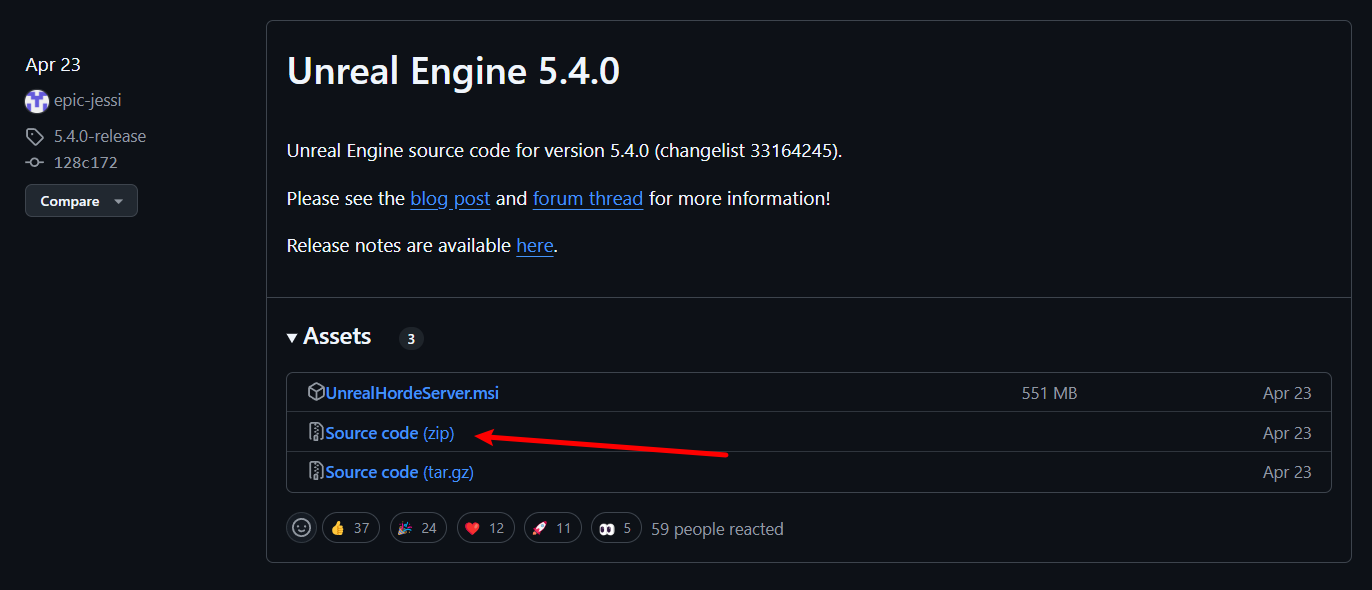 Apr 23
epic-jessi
5.4.0-release
128c172
Compare
Unreal Engine 5.4.0
Unreal Engine source code for version 5.4.0 (changelist 33164245).
Please see the blog post and forum thread for more information!
Release notes are available here.
Assets 3
UnrealHordeServer.msi 551 MB Apr 23
Source code (zip) Apr 23
Source code (tar.gz) Apr 23
37 24 12 11 5 59 people reacted